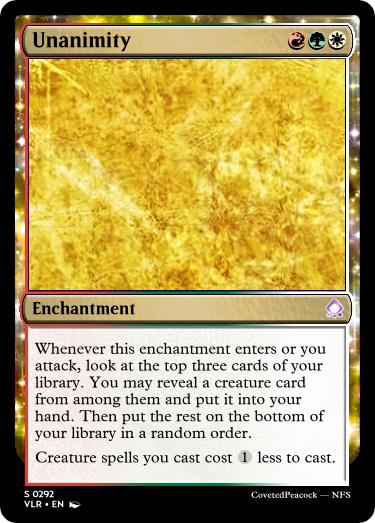 Unanimity
Enchantment
Whenever this enchantment enters or you
attack, look at the top three cards of your
library. You may reveal a creature card
from among them and put it into your
hand. Then put the rest on the bottom of
your library in a random order.
Creature spells you cast cost 1 less to cast.
S 0292
VLR • EN
CovetedPeacock — NFS